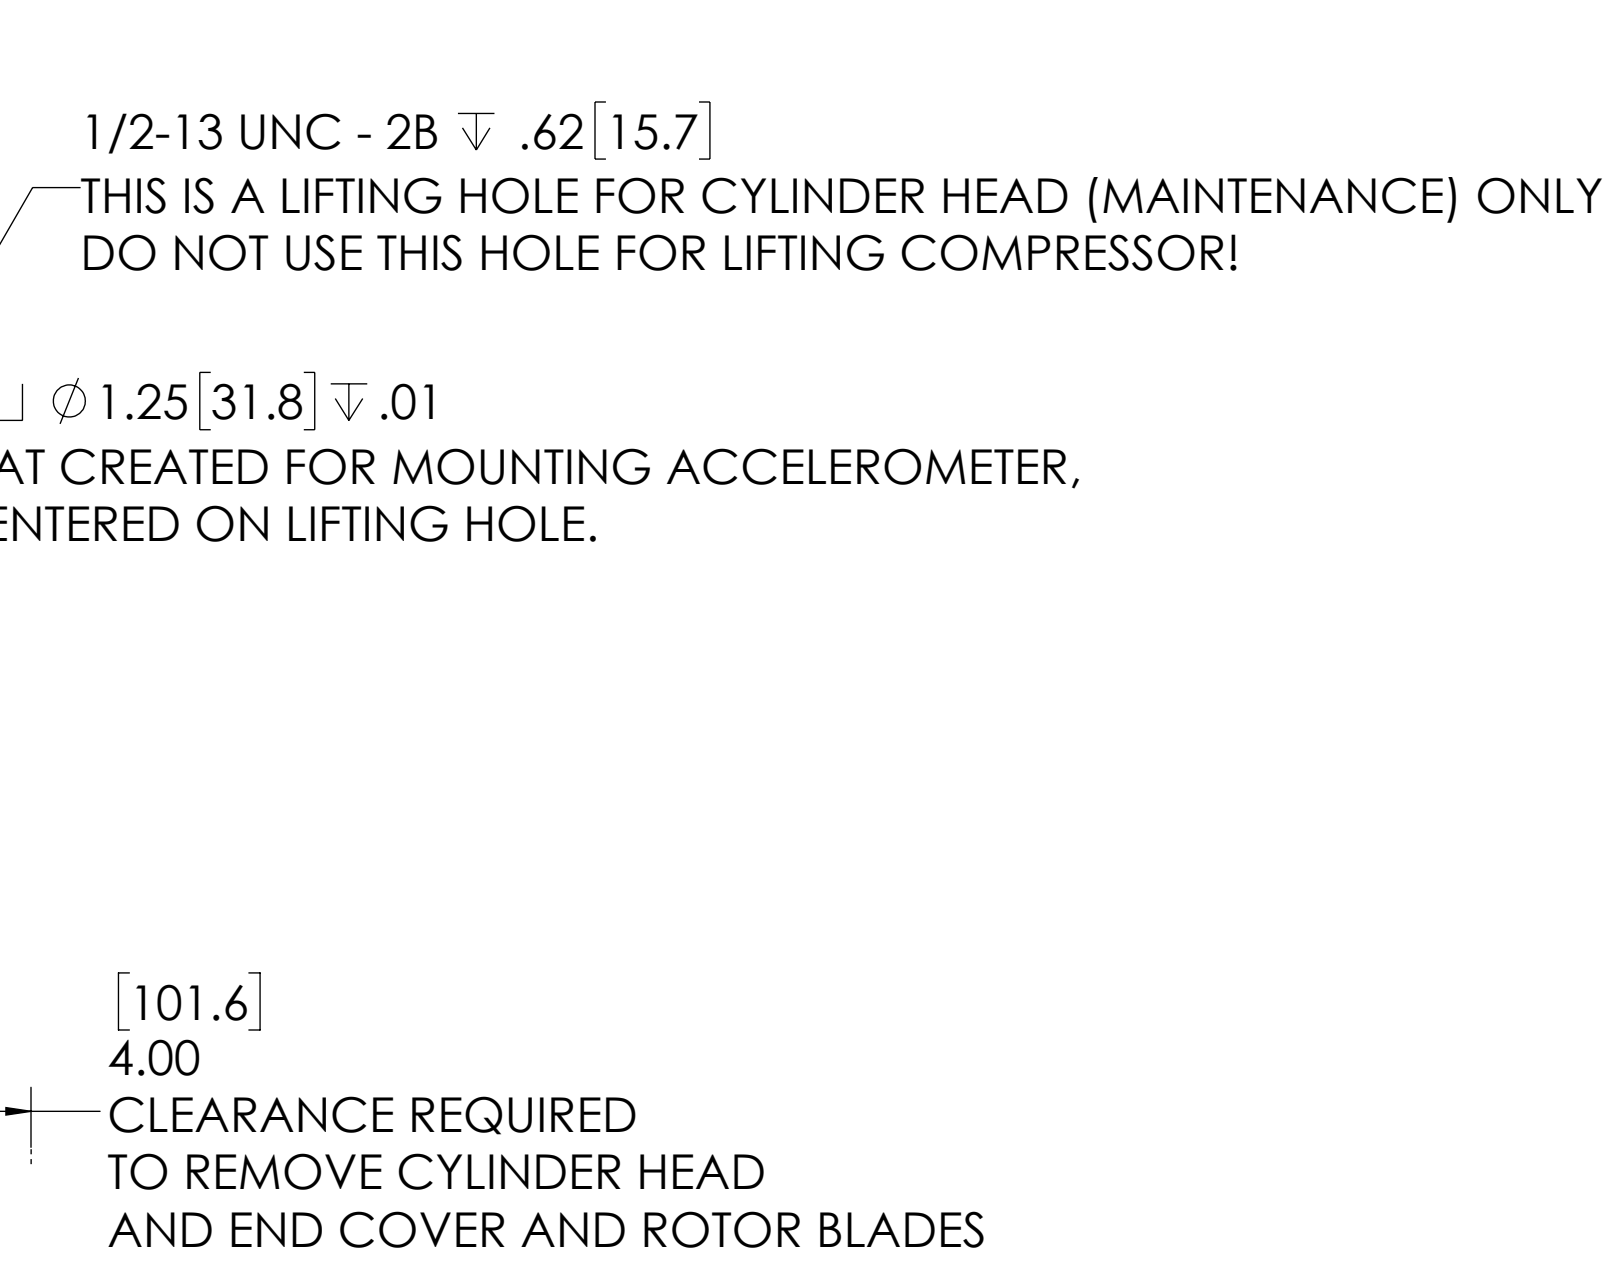 1/2-13 UNC - 2B ↧ .62[15.7]
THIS IS A LIFTING HOLE FOR CYLINDER HEAD (MAINTENANCE) ONLY
DO NOT USE THIS HOLE FOR LIFTING COMPRESSOR!
⌴ ⌀1.25[31.8]↧.01
AT CREATED FOR MOUNTING ACCELEROMETER,
ENTERED ON LIFTING HOLE.
[101.6]
4.00
CLEARANCE REQUIRED
TO REMOVE CYLINDER HEAD
AND END COVER AND ROTOR BLADES